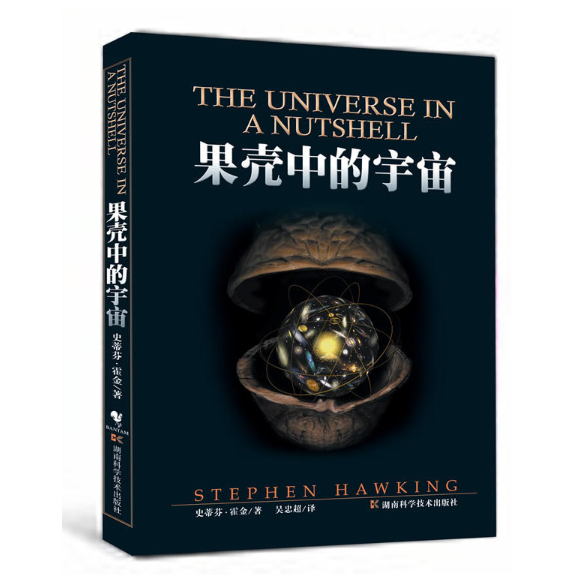 THE UNIVERSE IN
A NUTSHELL
果壳中的宇宙
STEPHEN HAWKING
史蒂芬·霍金/著 吴忠超/译
湖南科学技术出版社
THE UNIVERSE IN
A NUTSHELL
果壳中的宇宙
史蒂芬·霍金/著
BANTAM
湖南科学技术出版社